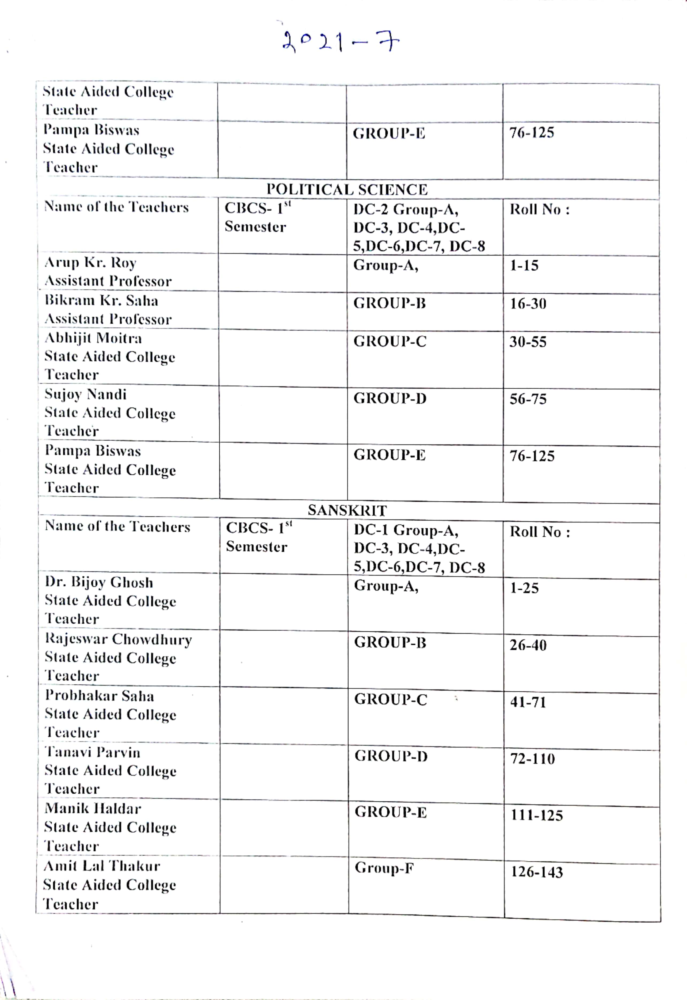 2021-7
State Aided College
Teacher
Pampa Biswas
State Aided College
Teacher
GROUP-E
76-125
POLITICAL SCIENCE
Name of the Teachers
CBCS- 1st
Semester
DC-2 Group-A,
DC-3, DC-4,DC-
5,DC-6,DC-7, DC-8
Roll No :
Arup Kr. Roy
Assistant Professor
Group-A,
1-15
Bikram Kr. Saha
Assistant Professor
GROUP-B
16-30
Abhijit Moitra
State Aided College
Teacher
GROUP-C
30-55
Sujoy Nandi
State Aided College
Teacher
GROUP-D
56-75
Pampa Biswas
State Aided College
Teacher
GROUP-E
76-125
SANSKRIT
Name of the Teachers
CBCS- 1st
Semester
DC-1 Group-A,
DC-3, DC-4,DC-
5,DC-6,DC-7, DC-8
Roll No :
Dr. Bijoy Ghosh
State Aided College
Teacher
Group-A,
1-25
Rajeswar Chowdhury
State Aided College
Teacher
GROUP-B
26-40
Probhakar Saha
State Aided College
Teacher
GROUP-C
41-71
Tanavi Parvin
State Aided College
Teacher
GROUP-D
72-110
Manik Haldar
State Aided College
Teacher
GROUP-E
111-125
Amit Lal Thakur
State Aided College
Teacher
Group-F
126-143